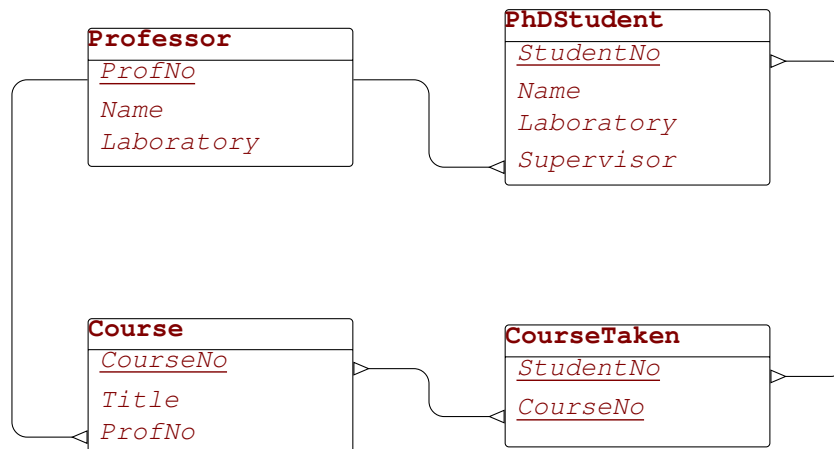 Professor
ProfNo
Name
Laboratory
PhDStudent
StudentNo
Name
Laboratory
Supervisor
Course
CourseNo
Title
ProfNo
CourseTaken
StudentNo
CourseNo